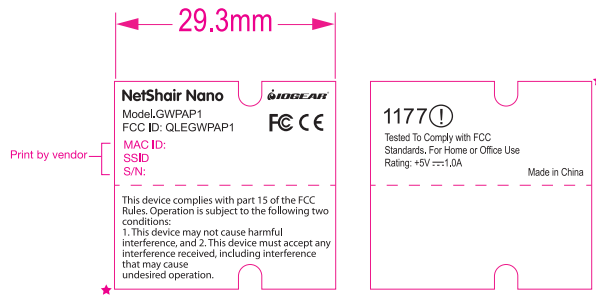 29.3mm
NetShair Nano
IOGEAR
Model.GWPAP1
FCC ID: QLEGWPAP1
FC CE
Print by vendor
MAC ID:
SSID
S/N:
This device complies with part 15 of the FCC
Rules. Operation is subject to the following two
conditions:
1. This device may not cause harmful
interference, and 2. This device must accept any
interference received, including interference
that may cause
undesired operation.
1177
Tested To Comply with FCC
Standards. For Home or Office Use
Rating: +5V ⎓1.0A
Made in China